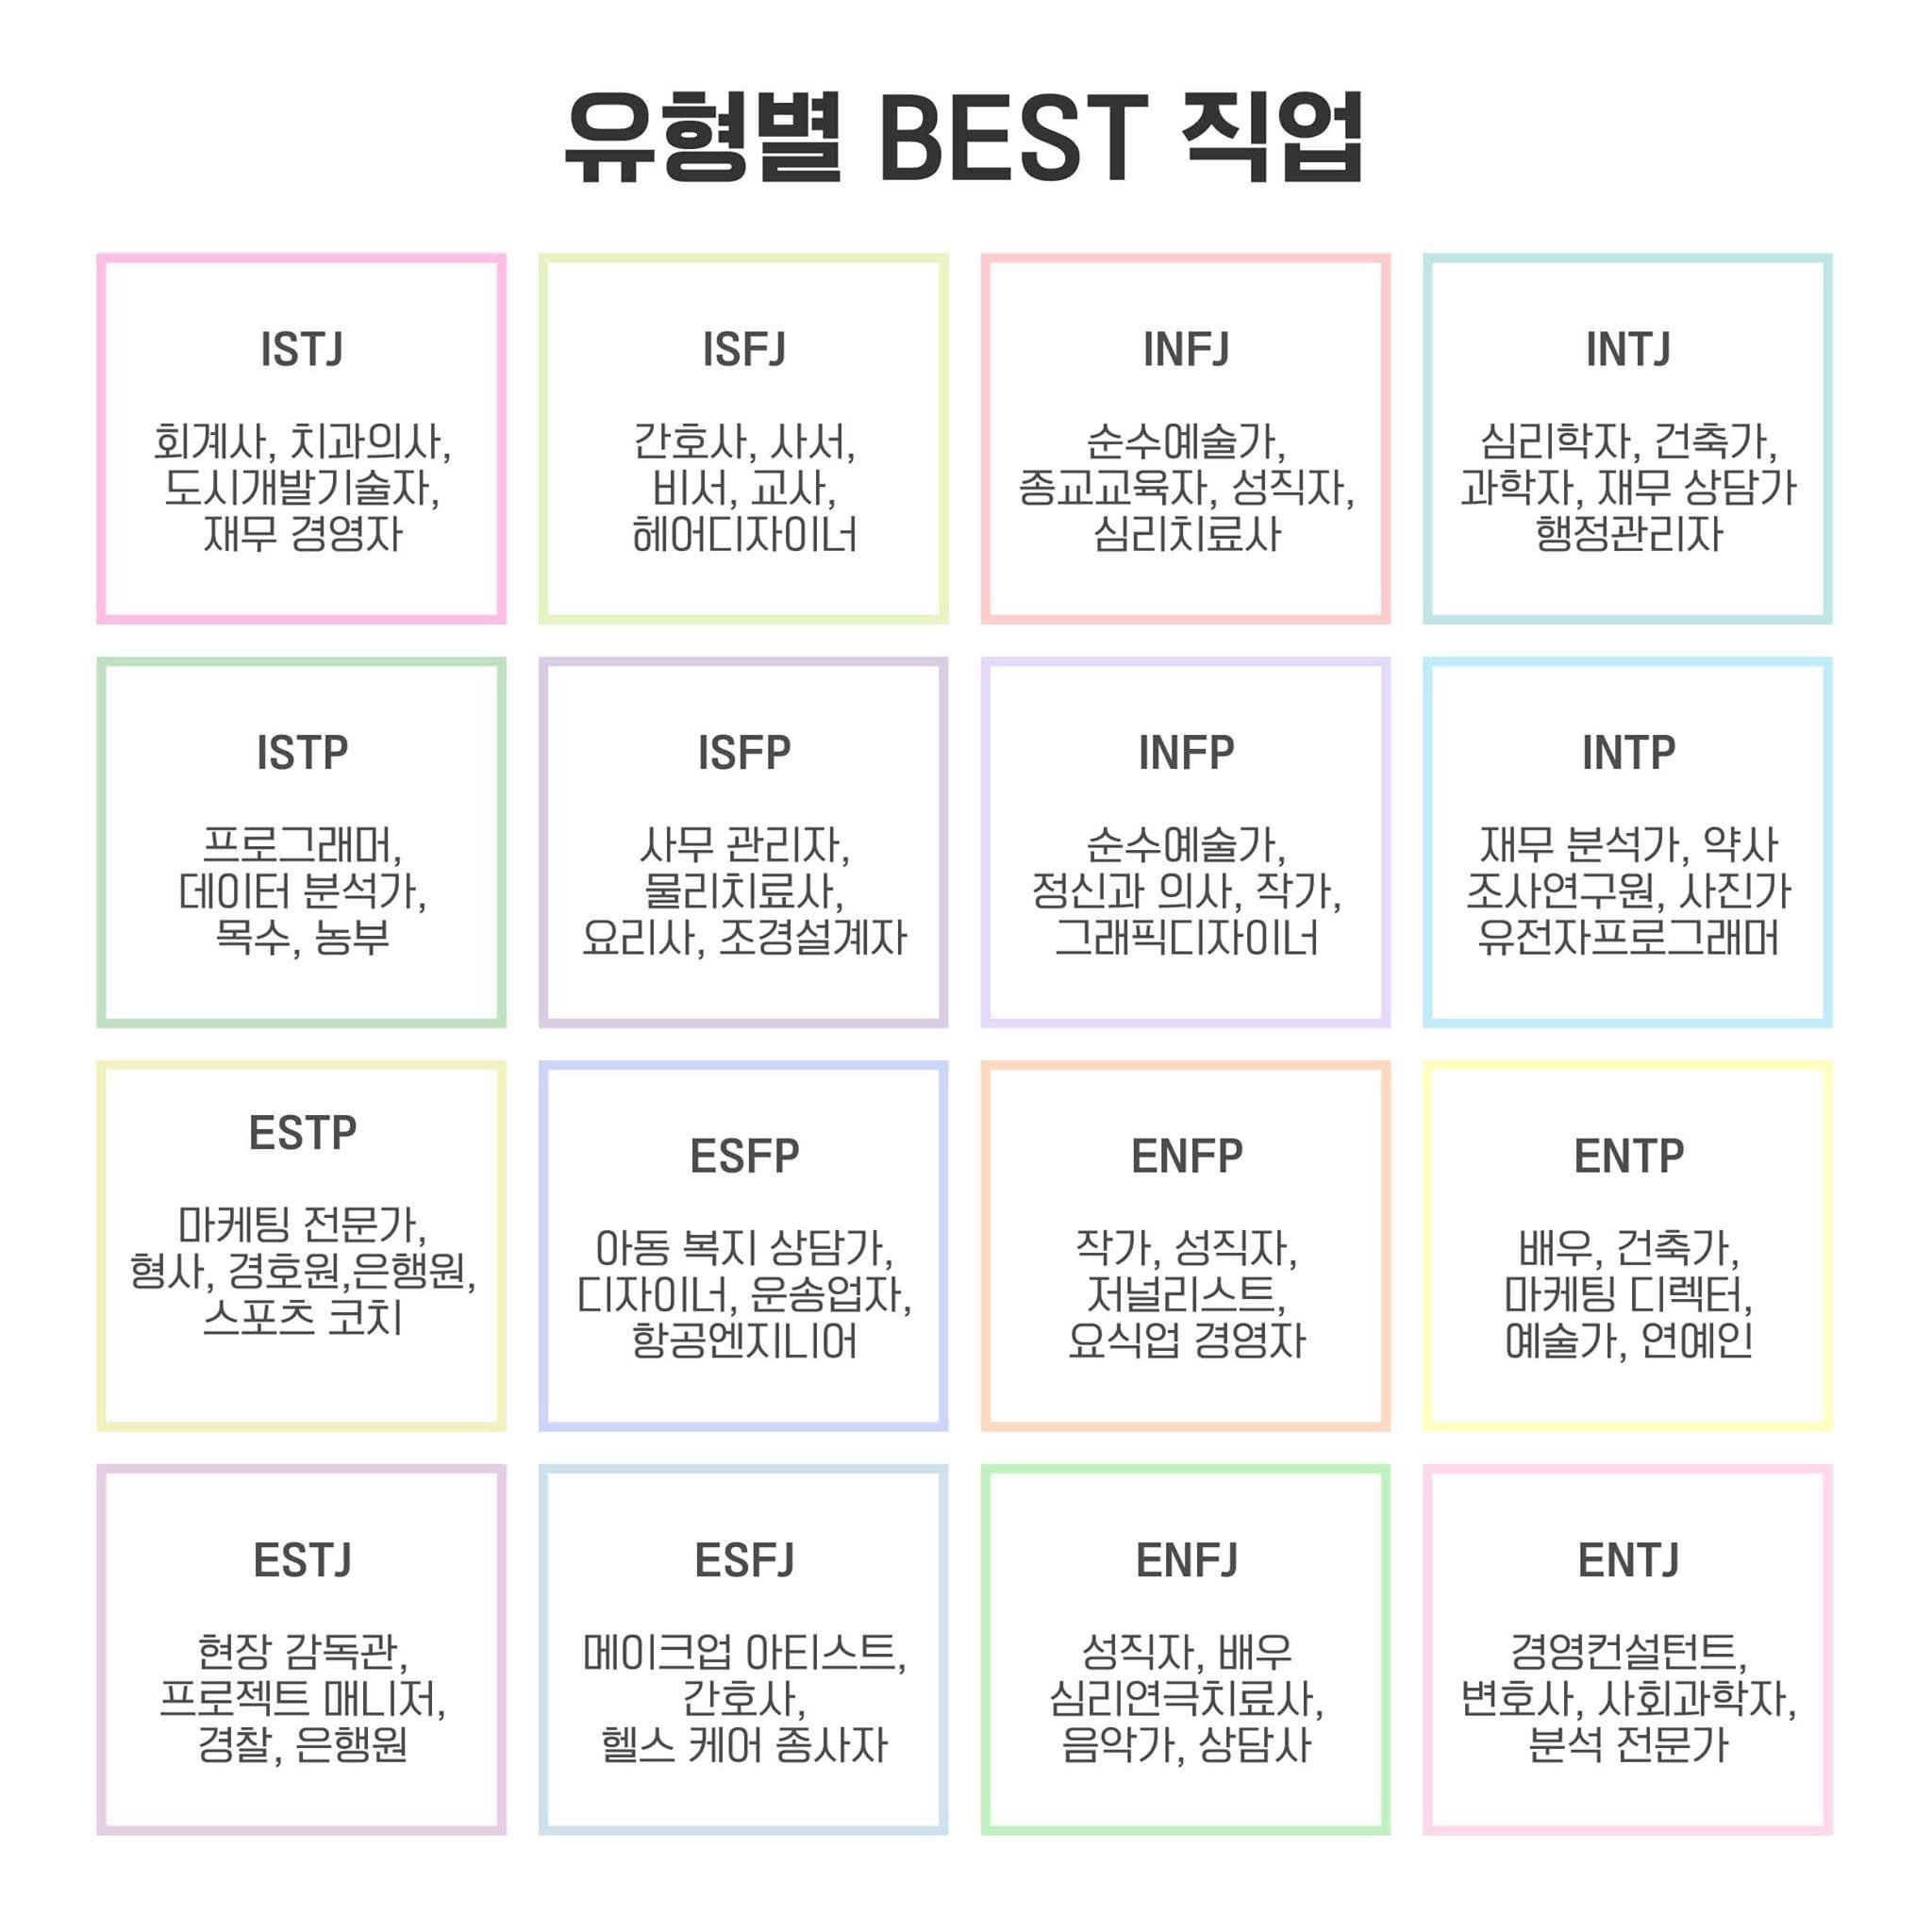 유형별 BEST 직업
ISTJ
회계사, 치과의사,
도시개발기술자,
재무 경영자
ISFJ
간호사, 사서,
비서, 교사,
헤어디자이너
INFJ
순수예술가,
종교교육자, 성직자,
심리치료사
INTJ
심리학자, 건축가,
과학자, 재무 상담가
행정관리자
ISTP
프로그래머,
데이터 분석가,
목수, 농부
ISFP
사무 관리자,
물리치료사,
요리사, 조경설계자
INFP
순수예술가,
정신과 의사, 작가,
그래픽디자이너
INTP
재무 분석가, 약사
조사연구원, 사진가
유전자프로그래머
ESTP
마케팅 전문가,
형사, 경호원,은행원,
스포츠 코치
ESFP
아동 복지 상담가,
디자이너, 운송업자,
항공엔지니어
ENFP
작가, 성직자,
저널리스트,
요식업 경영자
ENTP
배우, 건축가,
마케팅 디렉터,
예술가, 연예인
ESTJ
현장 감독관,
프로젝트 매니저,
경찰, 은행원
ESFJ
메이크업 아티스트,
간호사,
헬스 케어 종사자
ENFJ
성직자, 배우
심리연극치료사,
음악가, 상담사
ENTJ
경영컨설턴트,
변호사, 사회과학자,
분석 전문가